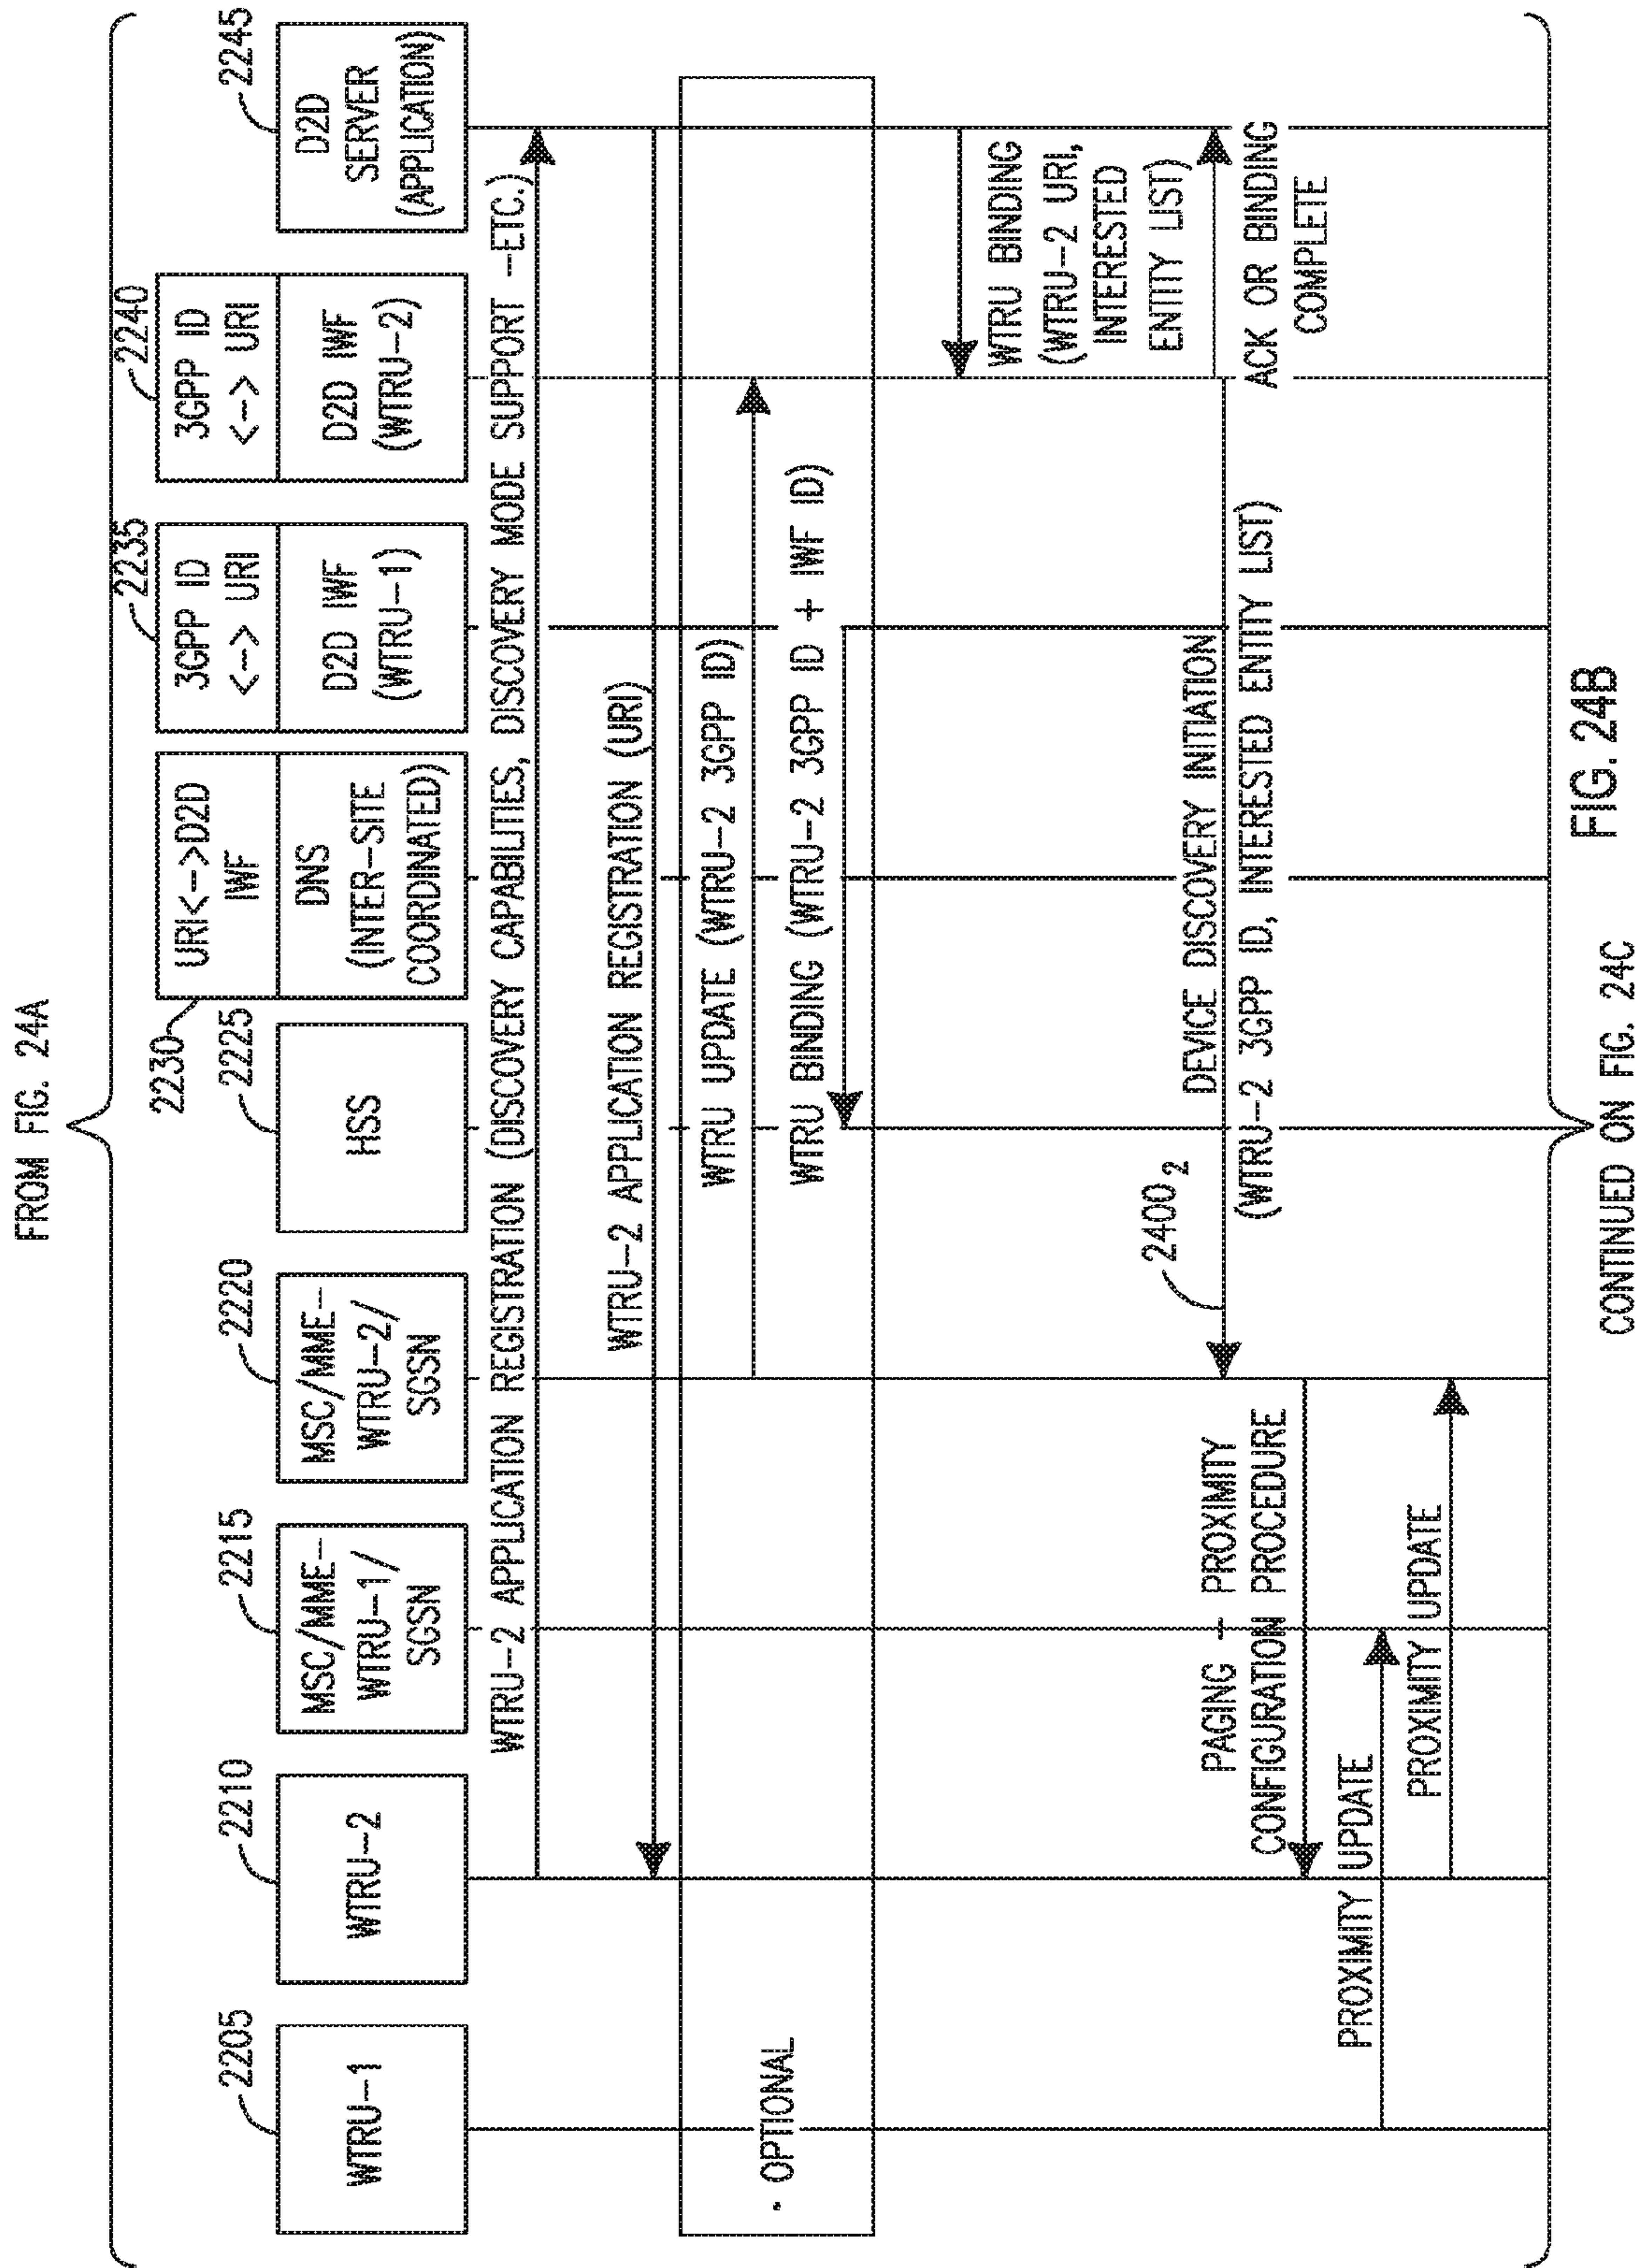 FROM FIG. 24A
2205
2210
2215
2220
2225
2230
2235
2240
2245
WTRU-1
WTRU-2
MSC/MME-
WTRU-1/
SGSN
MSC/MME-
WTRU-2/
SGSN
HSS
URI<->D2D
IWF
DNS
(INTER-SITE
COORDINATED)
3GPP ID
<-> URI
D2D IWF
(WTRU-1)
3GPP ID
<-> URI
D2D IWF
(WTRU-2)
D2D
SERVER
(APPLICATION)
WTRU-2 APPLICATION REGISTRATION (DISCOVERY CAPABILITIES, DISCOVERY MODE SUPPORT -ETC.)
WTRU-2 APPLICATION REGISTRATION (URI)
WTRU UPDATE (WTRU-2 3GPP ID)
• OPTIONAL
WTRU BINDING (WTRU-2 3GPP ID + IWF ID)
WTRU BINDING
(WTRU-2 URI,
INTERESTED
ENTITY LIST)
2400₂
DEVICE DISCOVERY INITIATION
(WTRU-2 3GPP ID, INTERESTED ENTITY LIST)
ACK OR BINDING
COMPLETE
PAGING - PROXIMITY
CONFIGURATION PROCEDURE
PROXIMITY UPDATE
PROXIMITY UPDATE
FIG. 24B
CONTINUED ON FIG. 24C